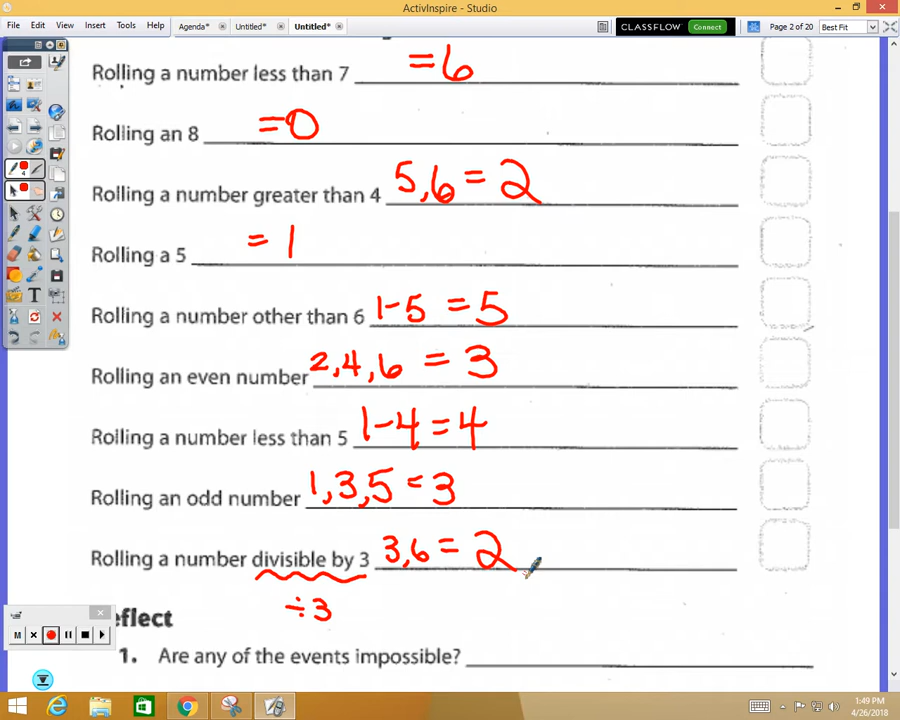 ActivInspire - Studio
File Edit View Insert Tools Help Agenda* Untitled* Untitled* CLASSFLOW Connect Page 2 of 20 Best Fit
Rolling a number less than 7 = 6
Rolling an 8 = 0
Rolling a number greater than 4 5,6 = 2
Rolling a 5 = 1
Rolling a number other than 6 1-5 = 5
Rolling an even number 2,4,6 = 3
Rolling a number less than 5 1-4 = 4
Rolling an odd number 1,3,5 = 3
Rolling a number divisible by 3 3,6 = 2
÷3
eflect
1. Are any of the events impossible?
M
1:49 PM
4/26/2018